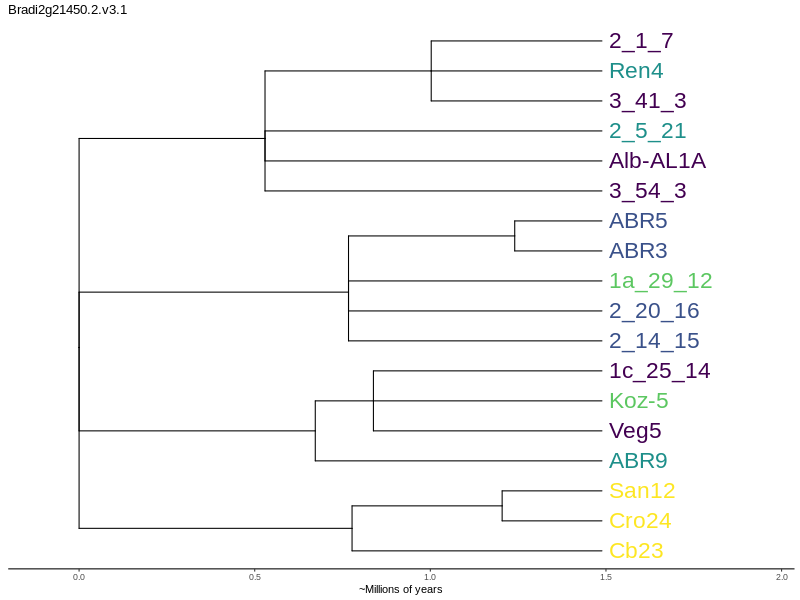 Bradi2g21450.2.v3.1
2_1_7
Ren4
3_41_3
2_5_21
Alb-AL1A
3_54_3
ABR5
ABR3
1a_29_12
2_20_16
2_14_15
1c_25_14
Koz-5
Veg5
ABR9
San12
Cro24
Cb23
0.0 0.5 1.0 1.5 2.0
~Millions of years